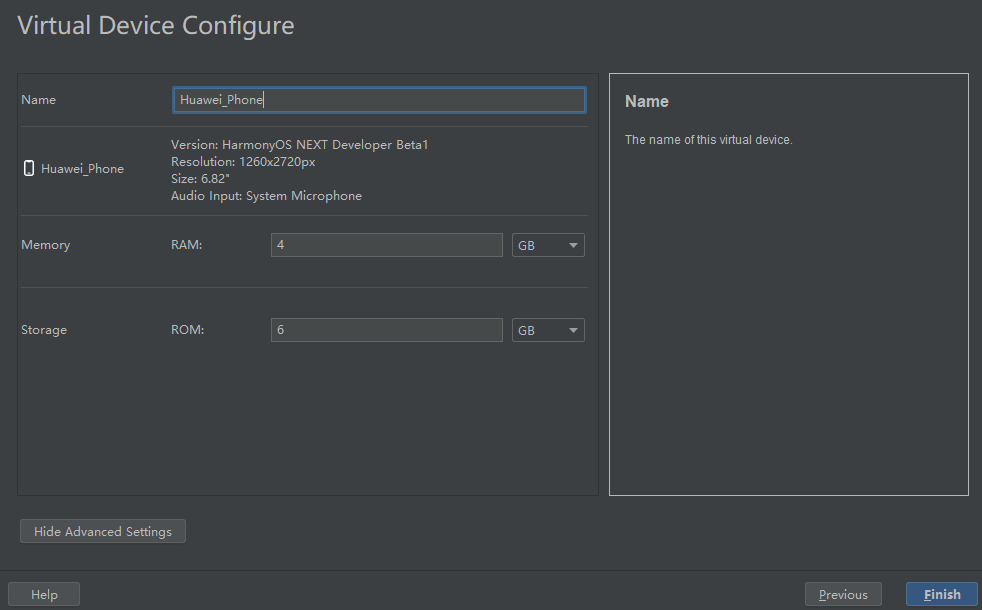 Virtual Device Configure
Name
Huawei_Phone
Huawei_Phone
Version: HarmonyOS NEXT Developer Beta1
Resolution: 1260x2720px
Size: 6.82"
Audio Input: System Microphone
Memory RAM: 4 GB
Storage ROM: 6 GB
Name
The name of this virtual device.
Hide Advanced Settings
Help Previous Finish